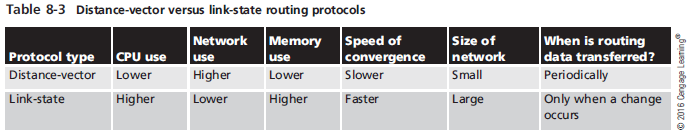 Table 8-3 Distance-vector versus link-state routing protocols
Protocol type CPU use Network use Memory use Speed of convergence Size of network When is routing data transferred?
Distance-vector Lower Higher Lower Slower Small Periodically
Link-state Higher Lower Higher Faster Large Only when a change occurs
© 2016 Cengage Learning®